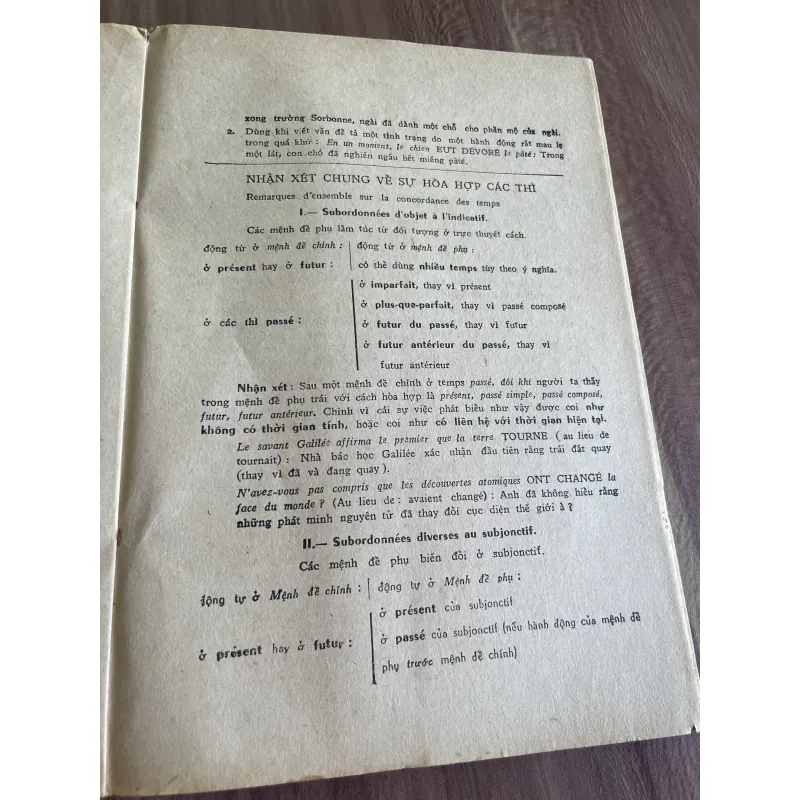 xong trường Sorbonne, ngài đã dành một chỗ cho phần mộ của ngài.
2. Dùng khi viết văn để tả một tình trạng do một hành động rất mau lẹ
trong quá khứ : En un moment, le chien EUT DÉVORÉ le pâté : Trong
một lát, con chó đã nghiến ngấu hết miếng pâté.
NHẬN XÉT CHUNG VỀ SỰ HÒA HỢP CÁC THÌ
Remarques d'ensemble sur la concordance des temps
I.— Subordonnées d'objet à l'indicatif.
Các mệnh đề phụ làm túc từ đối tượng ở trực thuyết cách.
động từ ở mệnh đề chính : động từ ở mệnh đề phụ :
ở présent hay ở futur : có thể dùng nhiều temps tùy theo ý nghĩa.
ở imparfait, thay vì présent
ở plus-que-parfait, thay vì passé composé
ở các thì passé : ở futur du passé, thay vì futur
ở futur antérieur du passé, thay vì
futur antérieur
Nhận xét : Sau một mệnh đề chính ở temps passé, đôi khi người ta thấy
trong mệnh đề phụ trái với cách hòa hợp là présent, passé simple, passé composé,
futur, futur antérieur. Chính vì cái sự việc phát biểu như vậy được coi như
không có thời gian tính, hoặc coi như có liên hệ với thời gian hiện tại.
Le savant Galilée affirma le premier que la terre TOURNE ( au lieu de
tournait) : Nhà bác học Galilée xác nhận đầu tiên rằng trái đất quay
(thay vì đã và đang quay).
N'avez-vous pas compris que les découvertes atomiques ONT CHANGÉ la
face du monde ? (Au lieu de : avaient changé) : Anh đã không hiểu rằng
những phát minh nguyên tử đã thay đổi cục diện thế giới à ?
II.— Subordonnées diverses au subjonctif.
Các mệnh đề phụ biến đổi ở subjonctif.
động tự ở Mệnh đề chính : động tự ở Mệnh đề phụ :
ở présent của subjonctif
ở présent hay ở futur : ở passé của subjonctif (nếu hành động của mệnh đề
phụ trước mệnh đề chính)